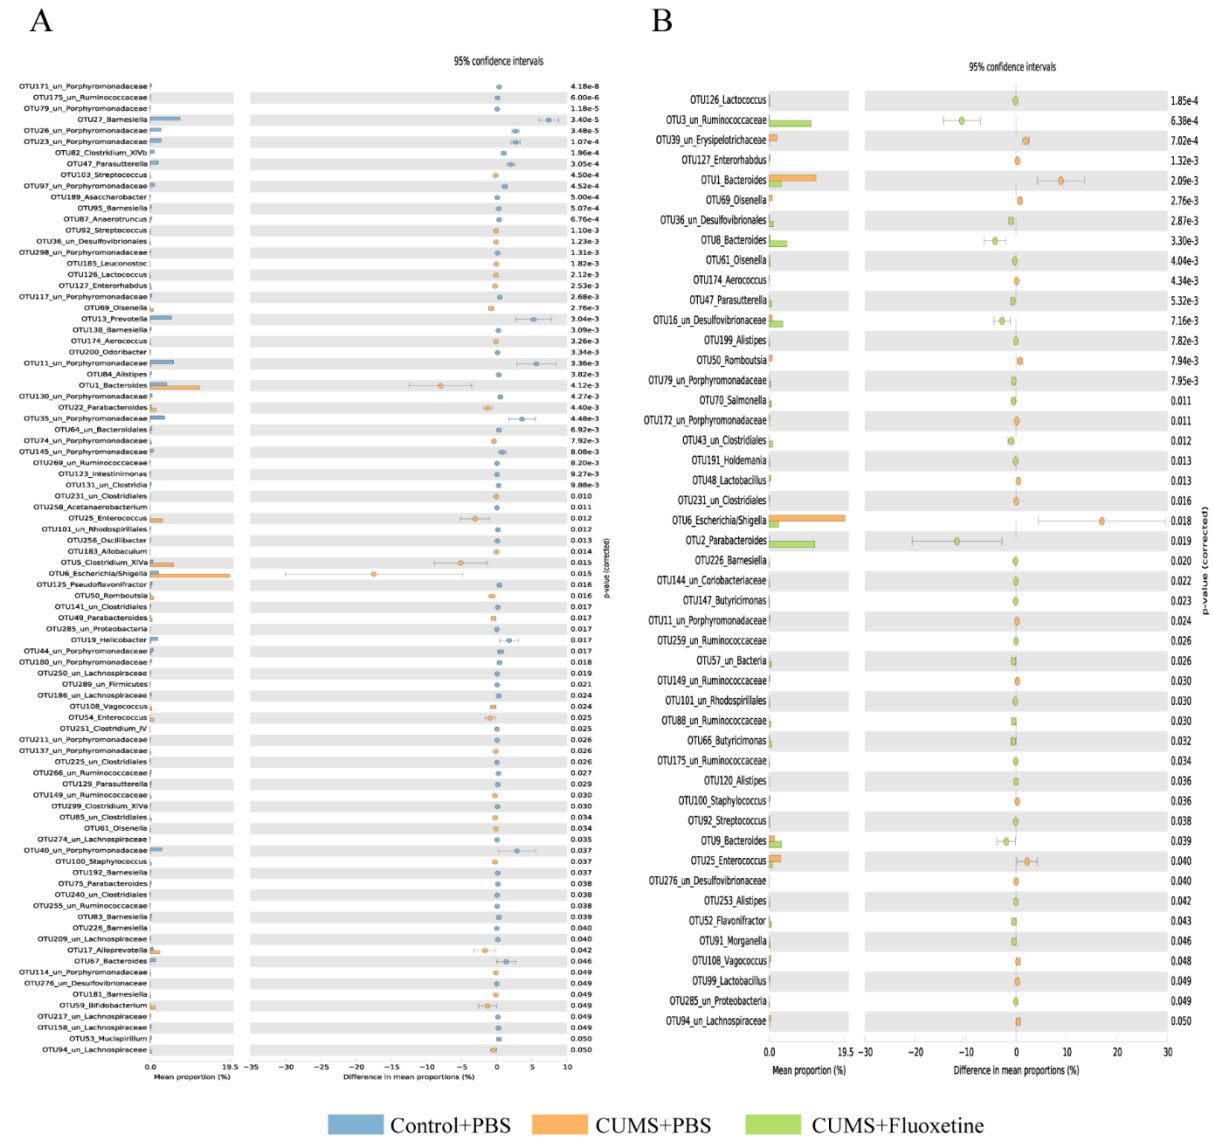 A
95% confidence intervals
OTU171_un_Porphyromonadaceae 4.18e-8
OTU175_un_Ruminococcaceae 6.00e-6
OTU79_un_Porphyromonadaceae 1.18e-5
OTU27_Barnesiella 3.40e-5
OTU26_un_Porphyromonadaceae 3.48e-5
OTU23_un_Porphyromonadaceae 1.07e-4
OTU82_Clostridium_XIVb 1.96e-4
OTU47_Parasutterella 3.05e-4
OTU103_Streptococcus 4.50e-4
OTU97_un_Porphyromonadaceae 4.52e-4
OTU189_Asaccharobacter 5.00e-4
OTU95_Barnesiella 5.07e-4
OTU87_Anaerotruncus 6.76e-4
OTU92_Streptococcus 1.10e-3
OTU36_un_Desulfovibrionales 1.23e-3
OTU298_un_Porphyromonadaceae 1.31e-3
OTU185_Leuconostoc 1.82e-3
OTU126_Lactococcus 2.12e-3
OTU127_Enterorhabdus 2.53e-3
OTU117_un_Porphyromonadaceae 2.68e-3
OTU69_Olsenella 2.76e-3
OTU13_Prevotella 3.04e-3
OTU138_Barnesiella 3.09e-3
OTU174_Aerococcus 3.26e-3
OTU200_Odoribacter 3.34e-3
OTU11_un_Porphyromonadaceae 3.36e-3
OTU84_Alistipes 3.82e-3
OTU1_Bacteroides 4.12e-3
OTU130_un_Porphyromonadaceae 4.27e-3
OTU22_Parabacteroides 4.40e-3
OTU35_un_Porphyromonadaceae 4.48e-3
OTU64_un_Bacteroidales 6.92e-3
OTU74_un_Porphyromonadaceae 7.92e-3
OTU145_un_Porphyromonadaceae 8.08e-3
OTU269_un_Ruminococcaceae 8.20e-3
OTU123_Intestinimonas 9.27e-3
OTU131_un_Clostridia 9.88e-3
OTU231_un_Clostridiales 0.010
OTU258_Acetanaerobacterium 0.011
OTU25_Enterococcus 0.012
OTU101_un_Rhodospirillales 0.012
OTU256_Oscillibacter 0.013
OTU183_Allobaculum 0.014
OTU5_Clostridium_XIVa 0.015
OTU6_Escherichia/Shigella 0.015
OTU125_Pseudoflavonifractor 0.016
OTU50_Romboutsia 0.016
OTU141_un_Clostridiales 0.017
OTU49_Parabacteroides 0.017
OTU285_un_Proteobacteria 0.017
OTU19_Helicobacter 0.017
OTU44_un_Porphyromonadaceae 0.017
OTU180_un_Porphyromonadaceae 0.018
OTU250_un_Lachnospiraceae 0.019
OTU289_un_Firmicutes 0.021
OTU186_un_Lachnospiraceae 0.024
OTU108_Vagococcus 0.024
OTU54_Enterococcus 0.025
OTU251_Clostridium_IV 0.025
OTU211_un_Porphyromonadaceae 0.026
OTU137_un_Porphyromonadaceae 0.026
OTU225_un_Clostridiales 0.026
OTU266_un_Ruminococcaceae 0.027
OTU129_Parasutterella 0.029
OTU149_un_Ruminococcaceae 0.030
OTU299_Clostridium_XIVa 0.030
OTU85_un_Clostridiales 0.034
OTU61_Olsenella 0.034
OTU274_un_Lachnospiraceae 0.035
OTU40_un_Porphyromonadaceae 0.037
OTU100_Staphylococcus 0.037
OTU192_Barnesiella 0.037
OTU75_Parabacteroides 0.038
OTU240_un_Clostridiales 0.038
OTU255_un_Ruminococcaceae 0.038
OTU83_Barnesiella 0.039
OTU226_Barnesiella 0.040
OTU209_un_Lachnospiraceae 0.040
OTU17_Alloprevotella 0.042
OTU67_Bacteroides 0.046
OTU114_un_Porphyromonadaceae 0.049
OTU276_un_Desulfovibrionaceae 0.049
OTU181_Barnesiella 0.049
OTU59_Bifidobacterium 0.049
OTU217_un_Lachnospiraceae 0.049
OTU158_un_Lachnospiraceae 0.049
OTU53_Mucispirillum 0.050
OTU94_un_Lachnospiraceae 0.050
0.0 19.5 −35 −30 −25 −20 −15 −10 −5 0 5 10
Mean proportion (%) Difference in mean proportions (%)
p-value (corrected)
B
95% confidence intervals
OTU126_Lactococcus 1.85e-4
OTU3_un_Ruminococcaceae 6.38e-4
OTU39_un_Erysipelotrichaceae 7.02e-4
OTU127_Enterorhabdus 1.32e-3
OTU1_Bacteroides 2.09e-3
OTU69_Olsenella 2.76e-3
OTU36_un_Desulfovibrionales 2.87e-3
OTU8_Bacteroides 3.30e-3
OTU61_Olsenella 4.04e-3
OTU174_Aerococcus 4.34e-3
OTU47_Parasutterella 5.32e-3
OTU16_un_Desulfovibrionaceae 7.16e-3
OTU199_Alistipes 7.82e-3
OTU50_Romboutsia 7.94e-3
OTU79_un_Porphyromonadaceae 7.95e-3
OTU70_Salmonella 0.011
OTU172_un_Porphyromonadaceae 0.011
OTU43_un_Clostridiales 0.012
OTU191_Holdemania 0.013
OTU48_Lactobacillus 0.013
OTU231_un_Clostridiales 0.016
OTU6_Escherichia/Shigella 0.018
OTU2_Parabacteroides 0.019
OTU226_Barnesiella 0.020
OTU144_un_Coriobacteriaceae 0.022
OTU147_Butyricimonas 0.023
OTU11_un_Porphyromonadaceae 0.024
OTU259_un_Ruminococcaceae 0.026
OTU57_un_Bacteria 0.026
OTU149_un_Ruminococcaceae 0.030
OTU101_un_Rhodospirillales 0.030
OTU88_un_Ruminococcaceae 0.030
OTU66_Butyricimonas 0.032
OTU175_un_Ruminococcaceae 0.034
OTU120_Alistipes 0.036
OTU100_Staphylococcus 0.036
OTU92_Streptococcus 0.038
OTU9_Bacteroides 0.039
OTU25_Enterococcus 0.040
OTU276_un_Desulfovibrionaceae 0.040
OTU253_Alistipes 0.042
OTU52_Flavonifractor 0.043
OTU91_Morganella 0.046
OTU108_Vagococcus 0.048
OTU99_Lactobacillus 0.049
OTU285_un_Proteobacteria 0.049
OTU94_un_Lachnospiraceae 0.050
0.0 19.5 −30 −20 −10 0 10 20 30
Mean proportion (%) Difference in mean proportions (%)
p-value (corrected)
Control+PBS CUMS+PBS CUMS+Fluoxetine